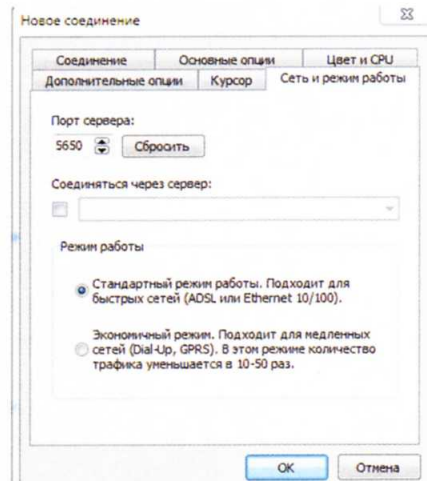 Новое соединение
Соединение
Основные опции
Цвет и CPU
Дополнительные опции
Курсор
Сеть и режим работы
Порт сервера:
5650
Сбросить
Соединяться через сервер:
Режим работы
Стандартный режим работы. Подходит для
быстрых сетей (ADSL или Ethernet 10/100).
Экономичный режим. Подходит для медленных
сетей (Dial-Up, GPRS). В этом режиме количество
трафика уменьшается в 10-50 раз.
OK
Отмена